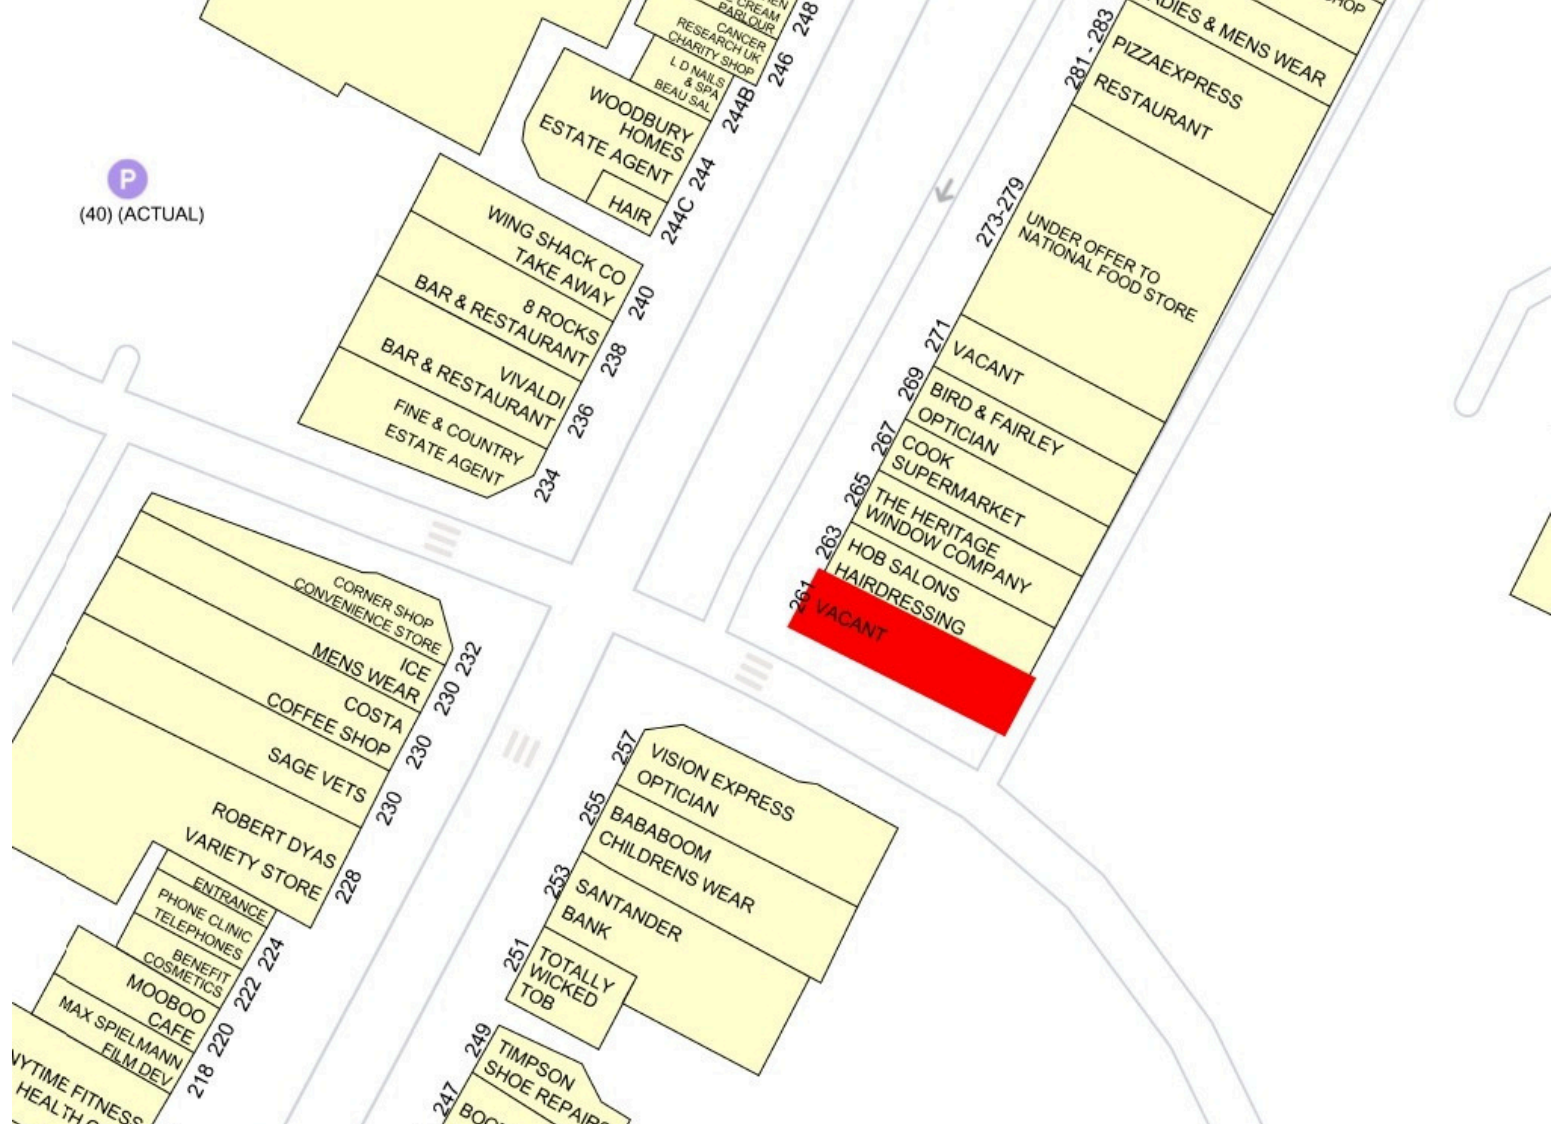 CREAM
PARLOUR
248
CANCER
RESEARCH UK
CHARITY SHOP
246
L D NAILS
& SPA
BEAU SAL
244B
WOODBURY
HOMES
ESTATE AGENT
244
HAIR
244C
P
(40) (ACTUAL)
WING SHACK CO
TAKE AWAY
240
8 ROCKS
BAR & RESTAURANT
238
VIVALDI
BAR & RESTAURANT
236
FINE & COUNTRY
ESTATE AGENT
234
& MENS WEAR
281 - 283
PIZZAEXPRESS
RESTAURANT
273-279
UNDER OFFER TO
NATIONAL FOOD STORE
271
VACANT
269
BIRD & FAIRLEY
OPTICIAN
267
COOK
SUPERMARKET
265
THE HERITAGE
WINDOW COMPANY
263
HOB SALONS
HAIRDRESSING
261
VACANT
CORNER SHOP
CONVENIENCE STORE
232
ICE
MENS WEAR
230
COSTA
COFFEE SHOP
230
SAGE VETS
230
ROBERT DYAS
VARIETY STORE
228
ENTRANCE
PHONE CLINIC
TELEPHONES
224
BENEFIT
COSMETICS
222
MOOBOO
CAFE
220
MAX SPIELMANN
FILM DEV
218
NYTIME FITNESS
HEALTH
257
VISION EXPRESS
OPTICIAN
255
BABABOOM
CHILDRENS WEAR
253
SANTANDER
BANK
251
TOTALLY
WICKED
TOB
249
TIMPSON
SHOE REPAIRS
247